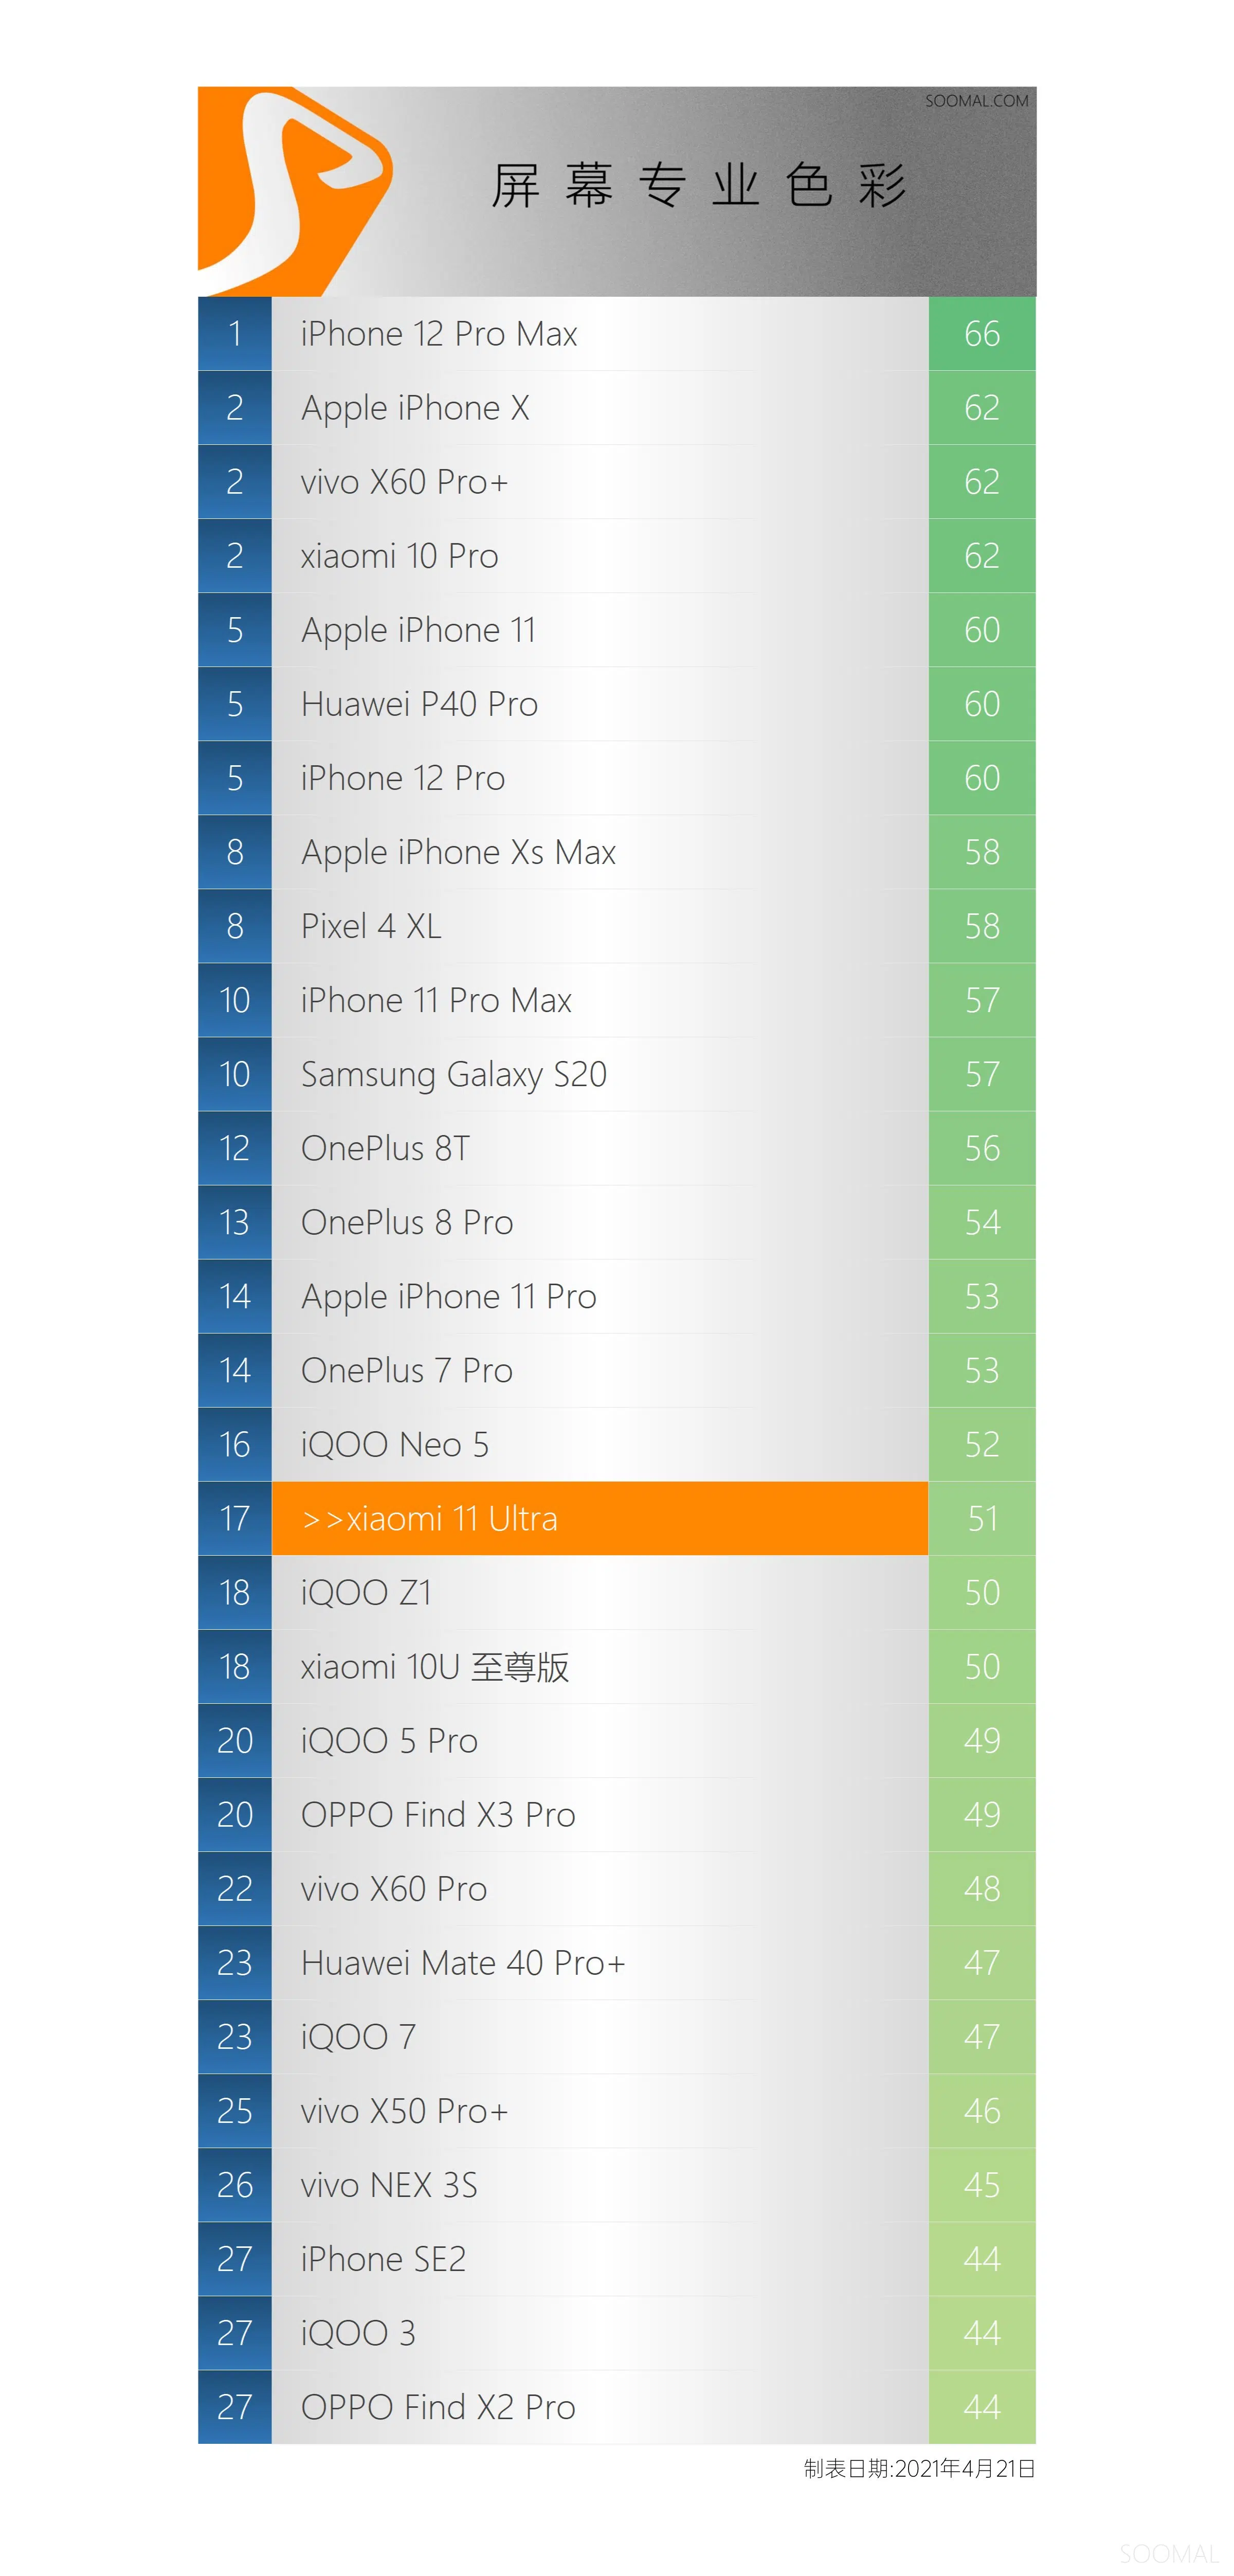 SOOMAL.COM
屏幕专业色彩
1 iPhone 12 Pro Max 66
2 Apple iPhone X 62
2 vivo X60 Pro+ 62
2 xiaomi 10 Pro 62
5 Apple iPhone 11 60
5 Huawei P40 Pro 60
5 iPhone 12 Pro 60
8 Apple iPhone Xs Max 58
8 Pixel 4 XL 58
10 iPhone 11 Pro Max 57
10 Samsung Galaxy S20 57
12 OnePlus 8T 56
13 OnePlus 8 Pro 54
14 Apple iPhone 11 Pro 53
14 OnePlus 7 Pro 53
16 iQOO Neo 5 52
17 >>xiaomi 11 Ultra 51
18 iQOO Z1 50
18 xiaomi 10U 至尊版 50
20 iQOO 5 Pro 49
20 OPPO Find X3 Pro 49
22 vivo X60 Pro 48
23 Huawei Mate 40 Pro+ 47
23 iQOO 7 47
25 vivo X50 Pro+ 46
26 vivo NEX 3S 45
27 iPhone SE2 44
27 iQOO 3 44
27 OPPO Find X2 Pro 44
制表日期:2021年4月21日
SOOMAL